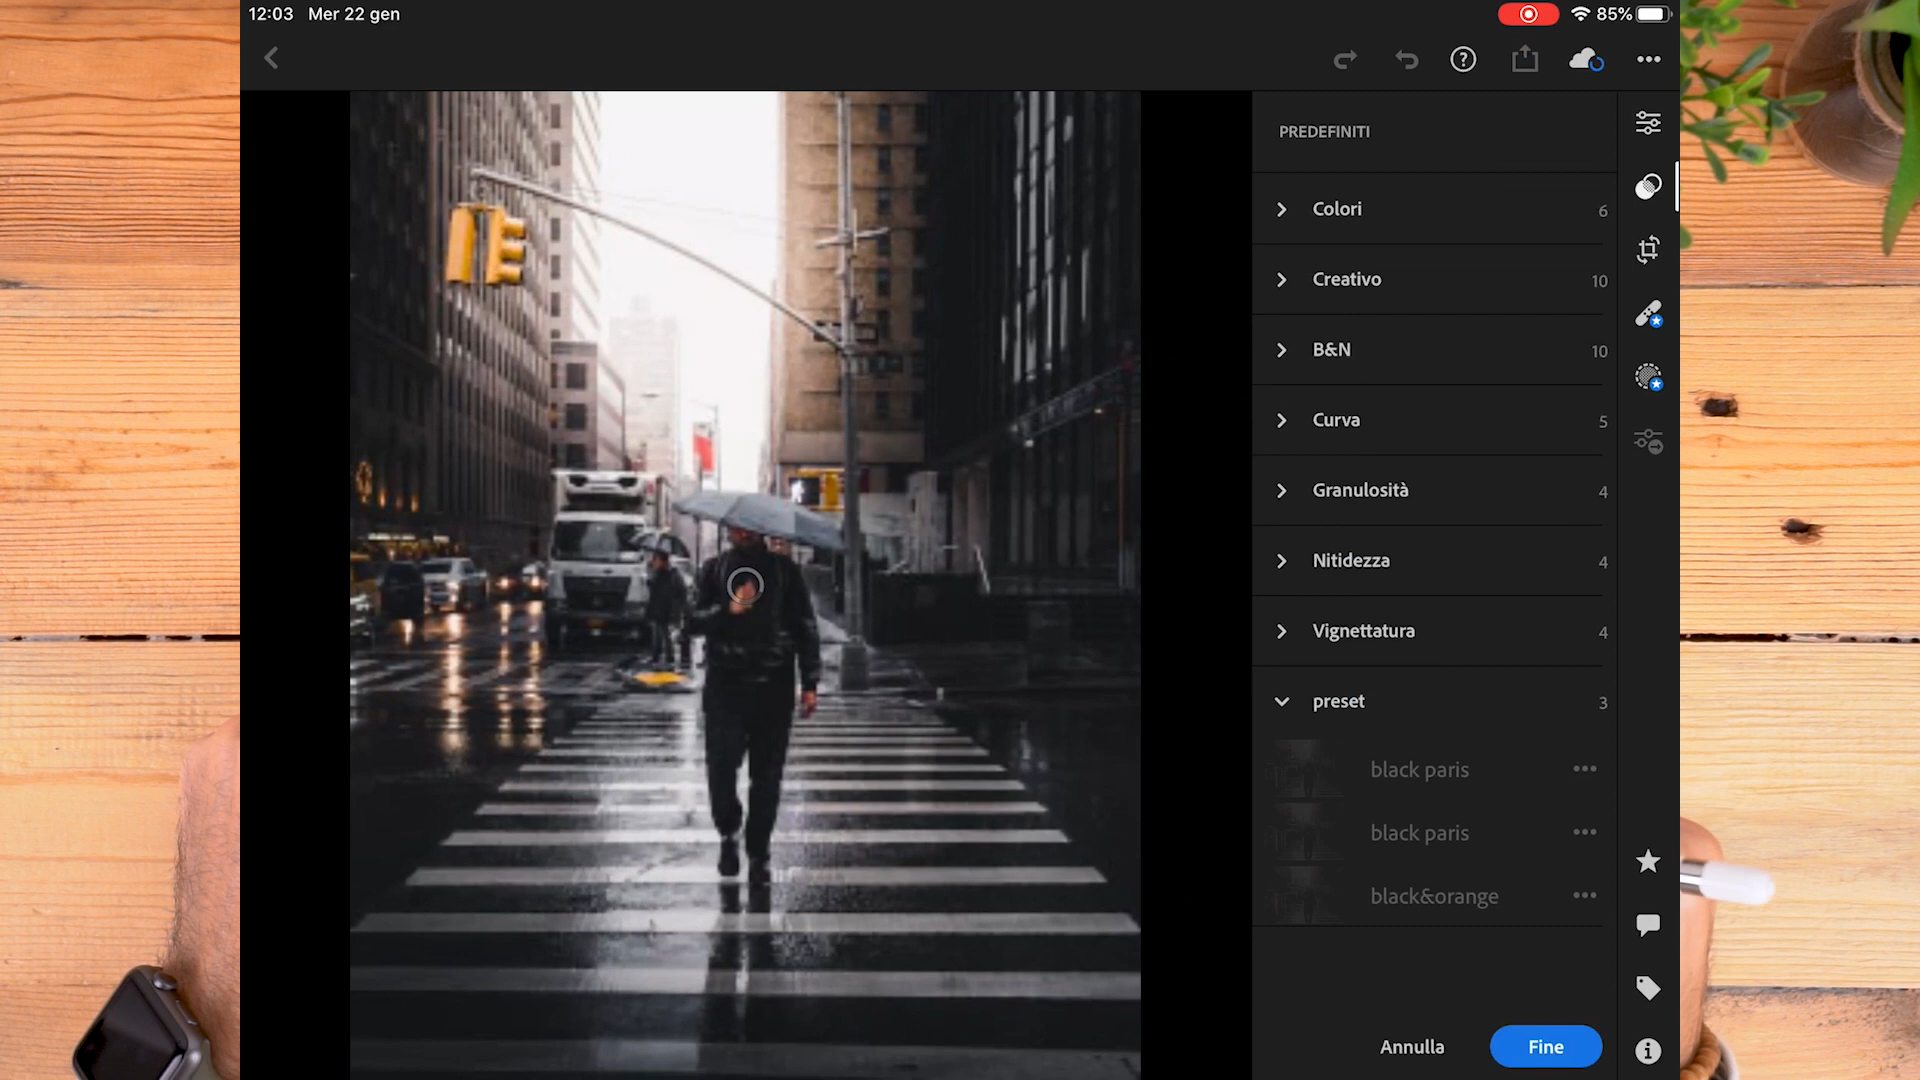 12:03 Mer 22 gen
85%
PREDEFINITI
Colori 6
Creativo 10
B&N 10
Curva 5
Granulosità 4
Nitidezza 4
Vignettatura 4
preset 3
black paris
black paris
black&orange
Annulla Fine